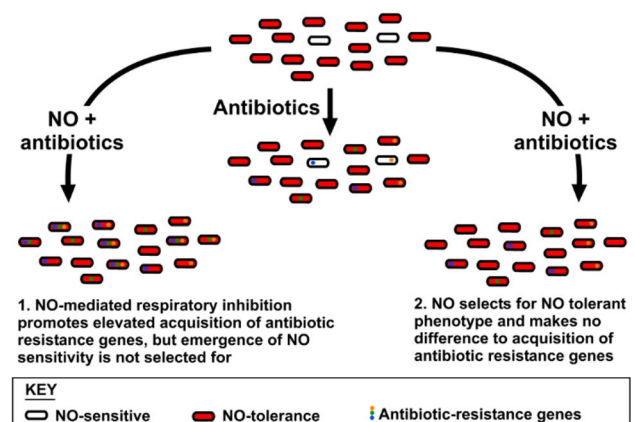 NO +
antibiotics
Antibiotics
NO +
antibiotics
1. NO-mediated respiratory inhibition
promotes elevated acquisition of antibiotic
resistance genes, but emergence of NO
sensitivity is not selected for
2. NO selects for NO tolerant
phenotype and makes no
difference to acquisition of
antibiotic resistance genes
KEY
NO-sensitive
NO-tolerance
Antibiotic-resistance genes